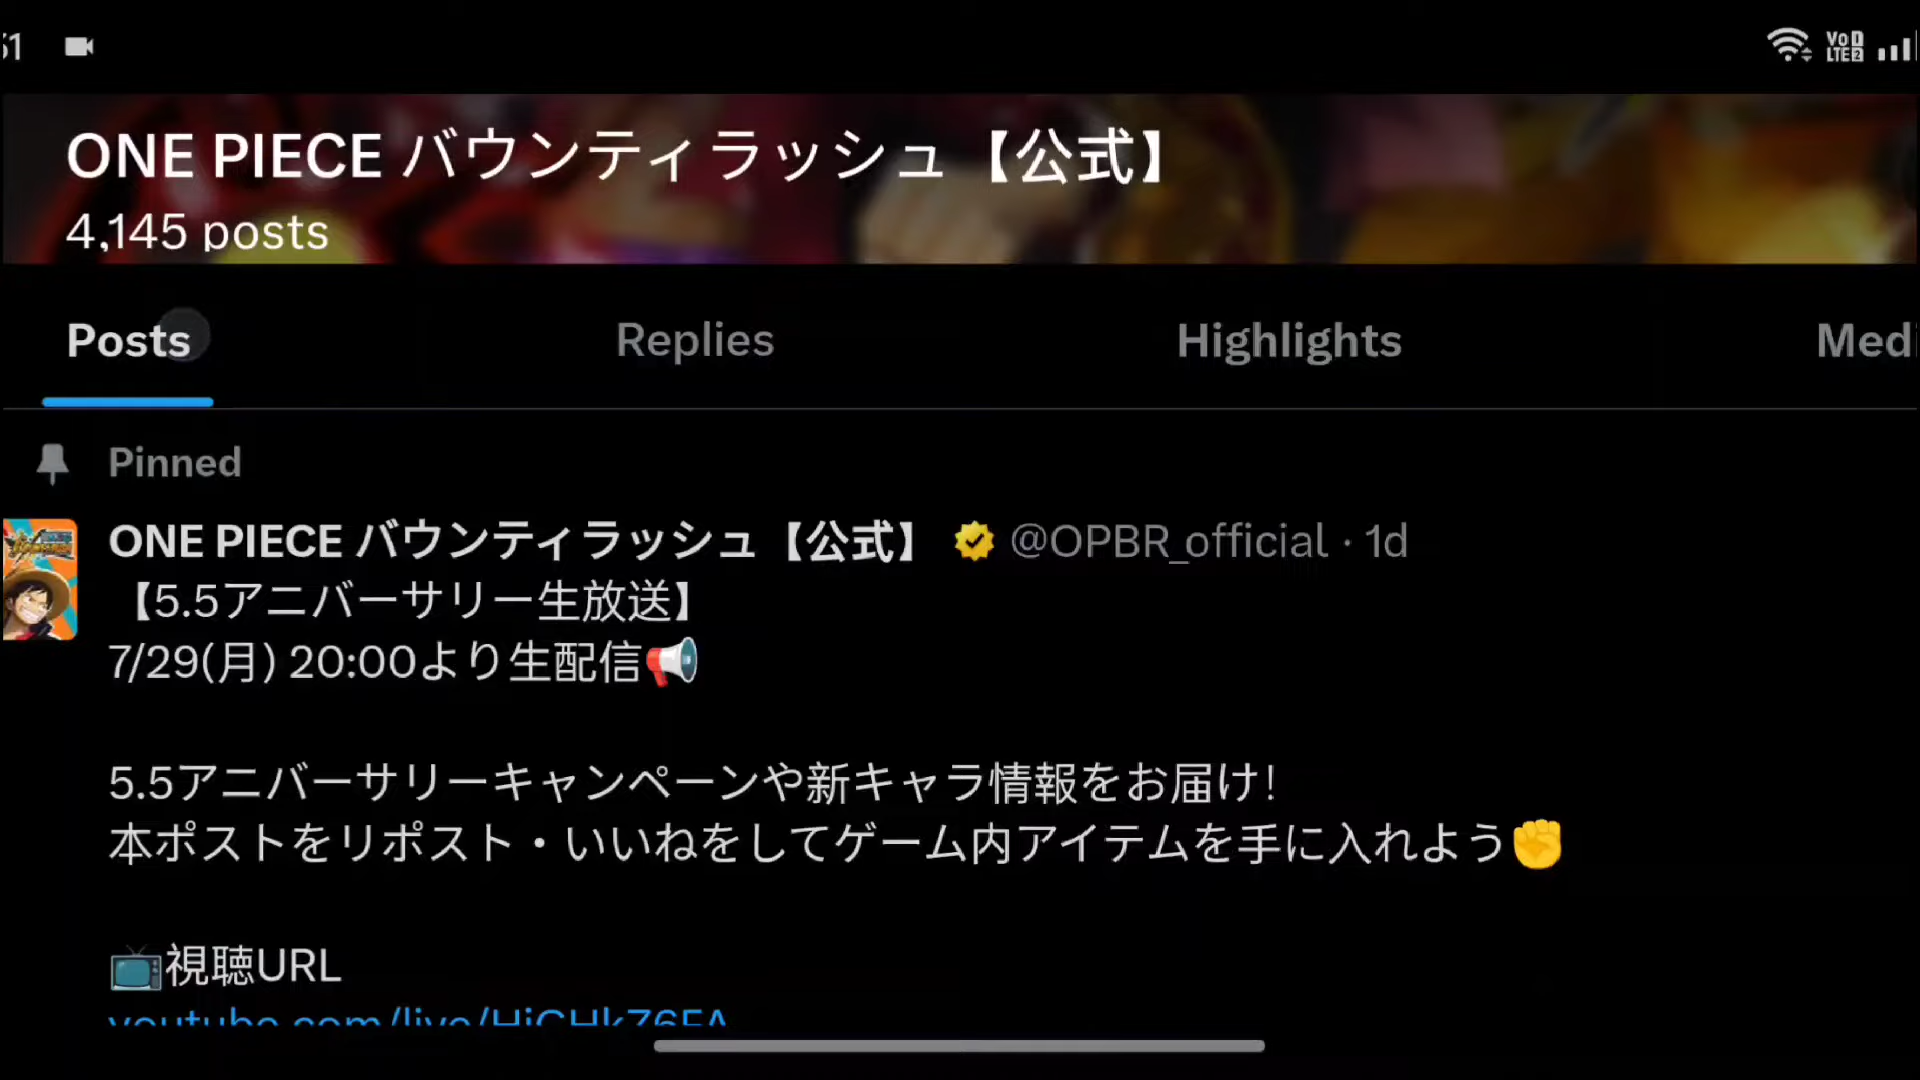 51
VoD
LTE2
ONE PIECE バウンティラッシュ【公式】
4,145 posts
Posts
Replies
Highlights
Medi
Pinned
ONE PIECE バウンティラッシュ【公式】 @OPBR_official · 1d
【5.5アニバーサリー生放送】
7/29(月) 20:00より生配信📢
5.5アニバーサリーキャンペーンや新キャラ情報をお届け!
本ポストをリポスト・いいねをしてゲーム内アイテムを手に入れよう✊
📺視聴URL